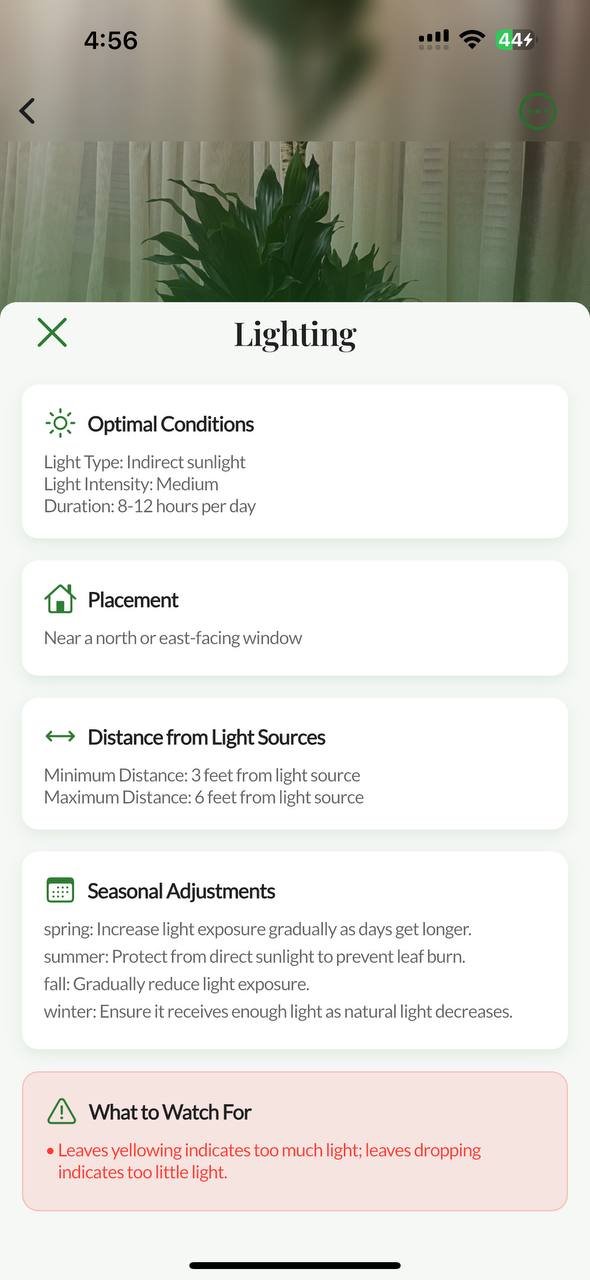 4:56
44
Lighting
Optimal Conditions
Light Type: Indirect sunlight
Light Intensity: Medium
Duration: 8-12 hours per day
Placement
Near a north or east-facing window
Distance from Light Sources
Minimum Distance: 3 feet from light source
Maximum Distance: 6 feet from light source
Seasonal Adjustments
spring: Increase light exposure gradually as days get longer.
summer: Protect from direct sunlight to prevent leaf burn.
fall: Gradually reduce light exposure.
winter: Ensure it receives enough light as natural light decreases.
What to Watch For
• Leaves yellowing indicates too much light; leaves dropping
indicates too little light.